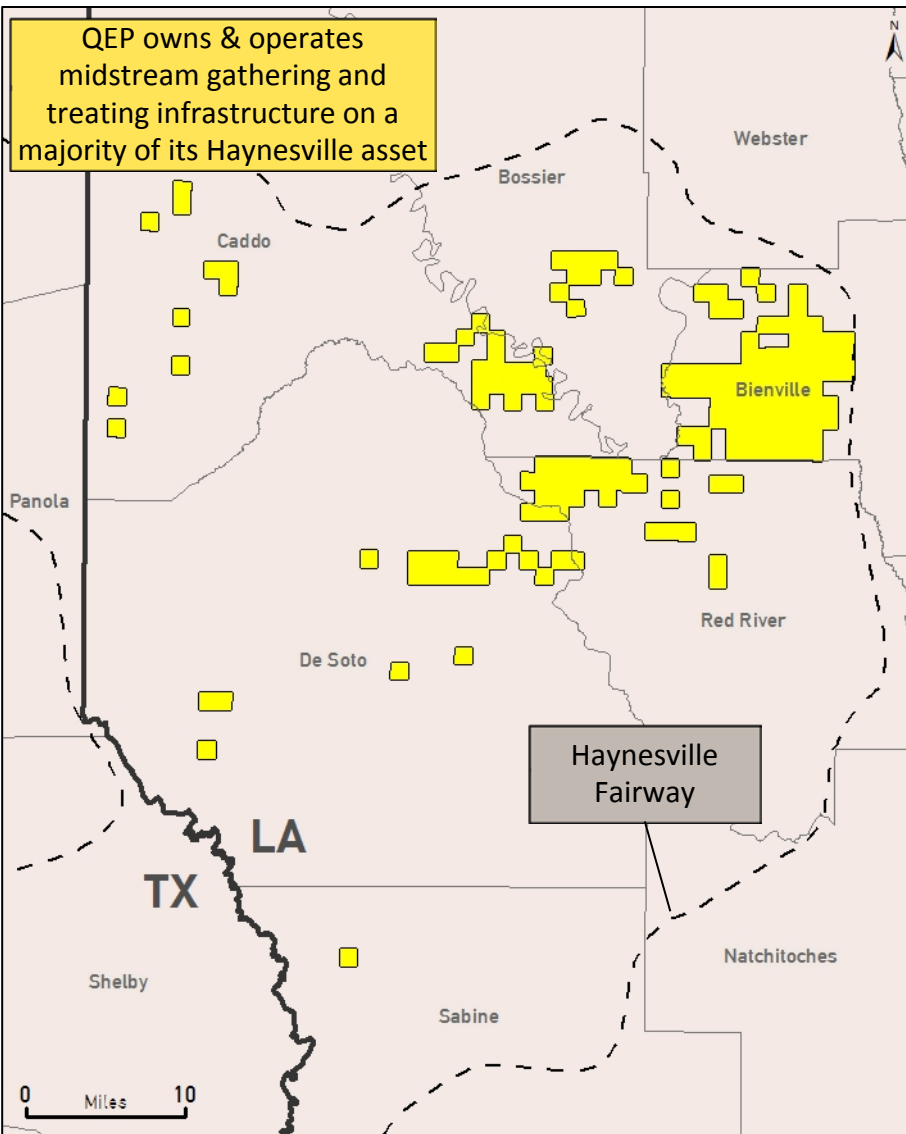 QEP owns & operates
midstream gathering and
treating infrastructure on a
majority of its Haynesville asset
N
Webster
Bossier
Caddo
Bienville
Panola
Red River
De Soto
Haynesville
Fairway
LA
TX
Natchitoches
Shelby
Sabine
0 Miles 10